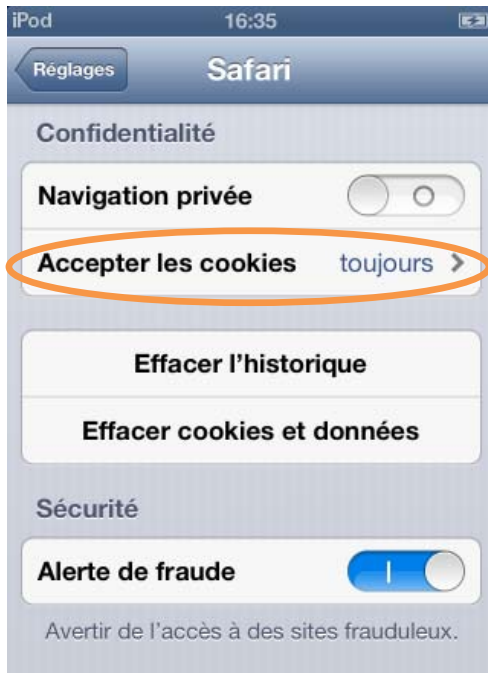 iPod 16:35
Réglages Safari
Confidentialité
Navigation privée
Accepter les cookies toujours
Effacer l’historique
Effacer cookies et données
Sécurité
Alerte de fraude
Avertir de l’accès à des sites frauduleux.